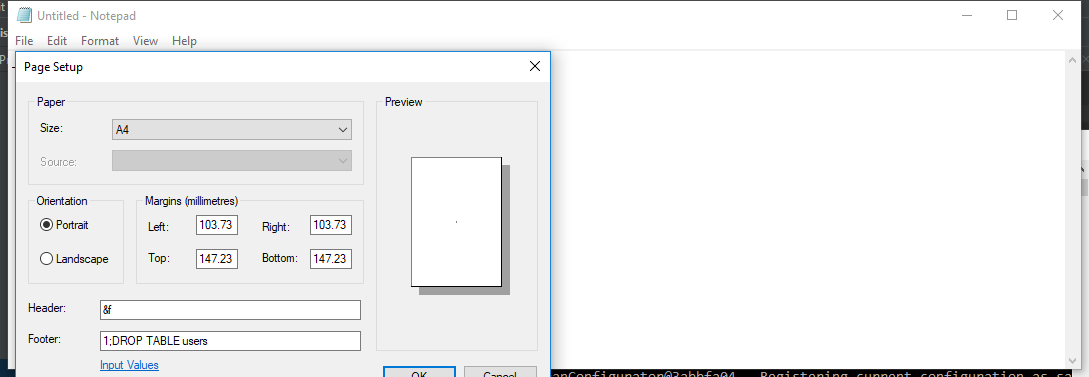 Untitled - Notepad
File Edit Format View Help
Page Setup
Paper
Size: A4
Source:
Preview
Orientation
Portrait
Landscape
Margins (millimetres)
Left: 103.73 Right: 103.73
Top: 147.23 Bottom: 147.23
Header: &f
Footer: 1;DROP TABLE users
Input Values
OK Cancel
Registering current configuration as sa